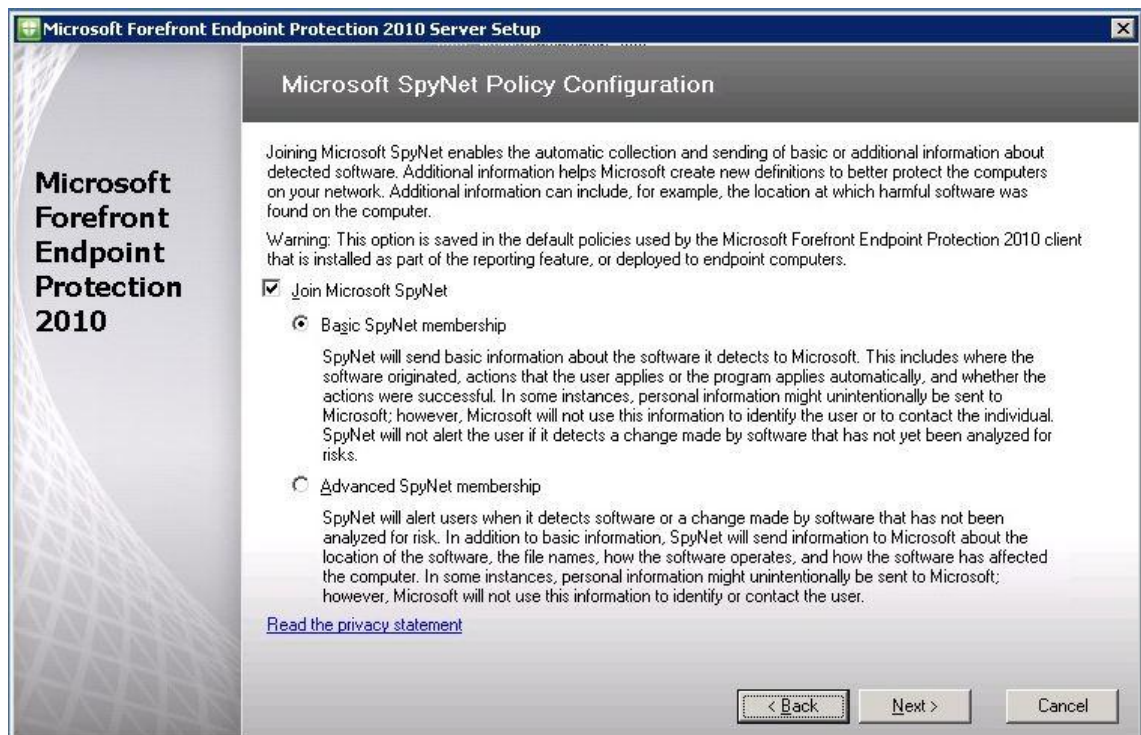 Microsoft Forefront Endpoint Protection 2010 Server Setup
Microsoft SpyNet Policy Configuration
Microsoft
Forefront
Endpoint
Protection
2010
Joining Microsoft SpyNet enables the automatic collection and sending of basic or additional information about
detected software. Additional information helps Microsoft create new definitions to better protect the computers
on your network. Additional information can include, for example, the location at which harmful software was
found on the computer.
Warning: This option is saved in the default policies used by the Microsoft Forefront Endpoint Protection 2010 client
that is installed as part of the reporting feature, or deployed to endpoint computers.
Join Microsoft SpyNet
Basic SpyNet membership
SpyNet will send basic information about the software it detects to Microsoft. This includes where the
software originated, actions that the user applies or the program applies automatically, and whether the
actions were successful. In some instances, personal information might unintentionally be sent to
Microsoft; however, Microsoft will not use this information to identify the user or to contact the individual.
SpyNet will not alert the user if it detects a change made by software that has not yet been analyzed for
risks.
Advanced SpyNet membership
SpyNet will alert users when it detects software or a change made by software that has not been
analyzed for risk. In addition to basic information, SpyNet will send information to Microsoft about the
location of the software, the file names, how the software operates, and how the software has affected
the computer. In some instances, personal information might unintentionally be sent to Microsoft;
however, Microsoft will not use this information to identify or contact the user.
Read the privacy statement
< Back
Next >
Cancel